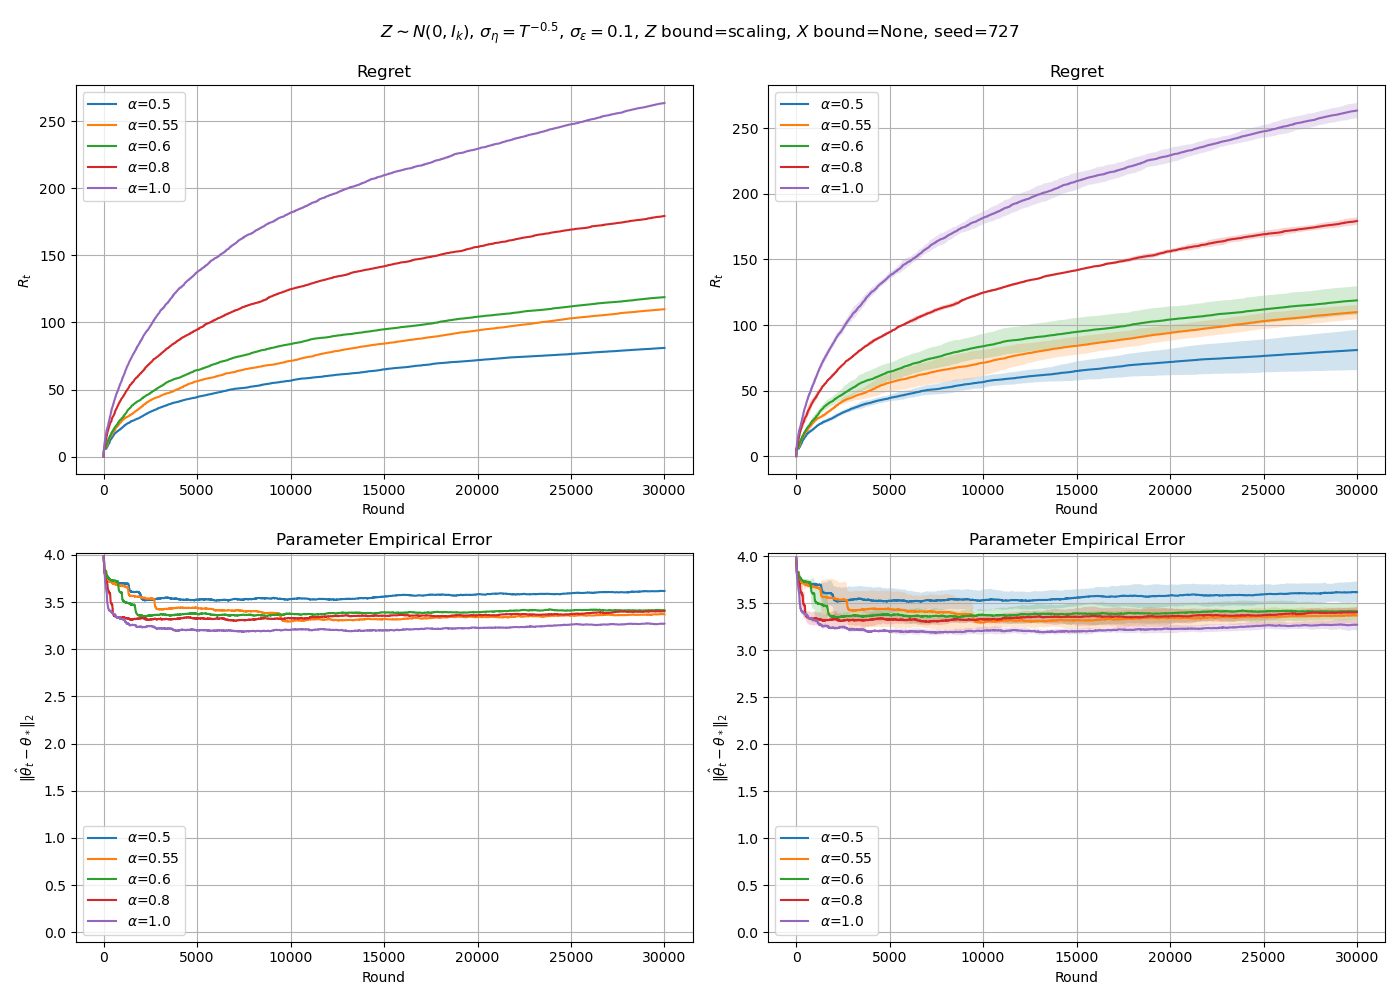 Z ~ N(0, I_k), σ_η = T^{-0.5}, σ_ε = 0.1, Z bound=scaling, X bound=None, seed=727
Regret
α=0.5
α=0.55
α=0.6
α=0.8
α=1.0
250
200
150
100
50
0
R_t
0 5000 10000 15000 20000 25000 30000
Round
Regret
α=0.5
α=0.55
α=0.6
α=0.8
α=1.0
250
200
150
100
50
0
R_t
0 5000 10000 15000 20000 25000 30000
Round
Parameter Empirical Error
4.0
3.5
3.0
2.5
2.0
1.5
1.0
0.5
0.0
‖θ̂_t − θ_*‖_2
α=0.5
α=0.55
α=0.6
α=0.8
α=1.0
0 5000 10000 15000 20000 25000 30000
Round
Parameter Empirical Error
4.0
3.5
3.0
2.5
2.0
1.5
1.0
0.5
0.0
‖θ̂_t − θ_*‖_2
α=0.5
α=0.55
α=0.6
α=0.8
α=1.0
0 5000 10000 15000 20000 25000 30000
Round